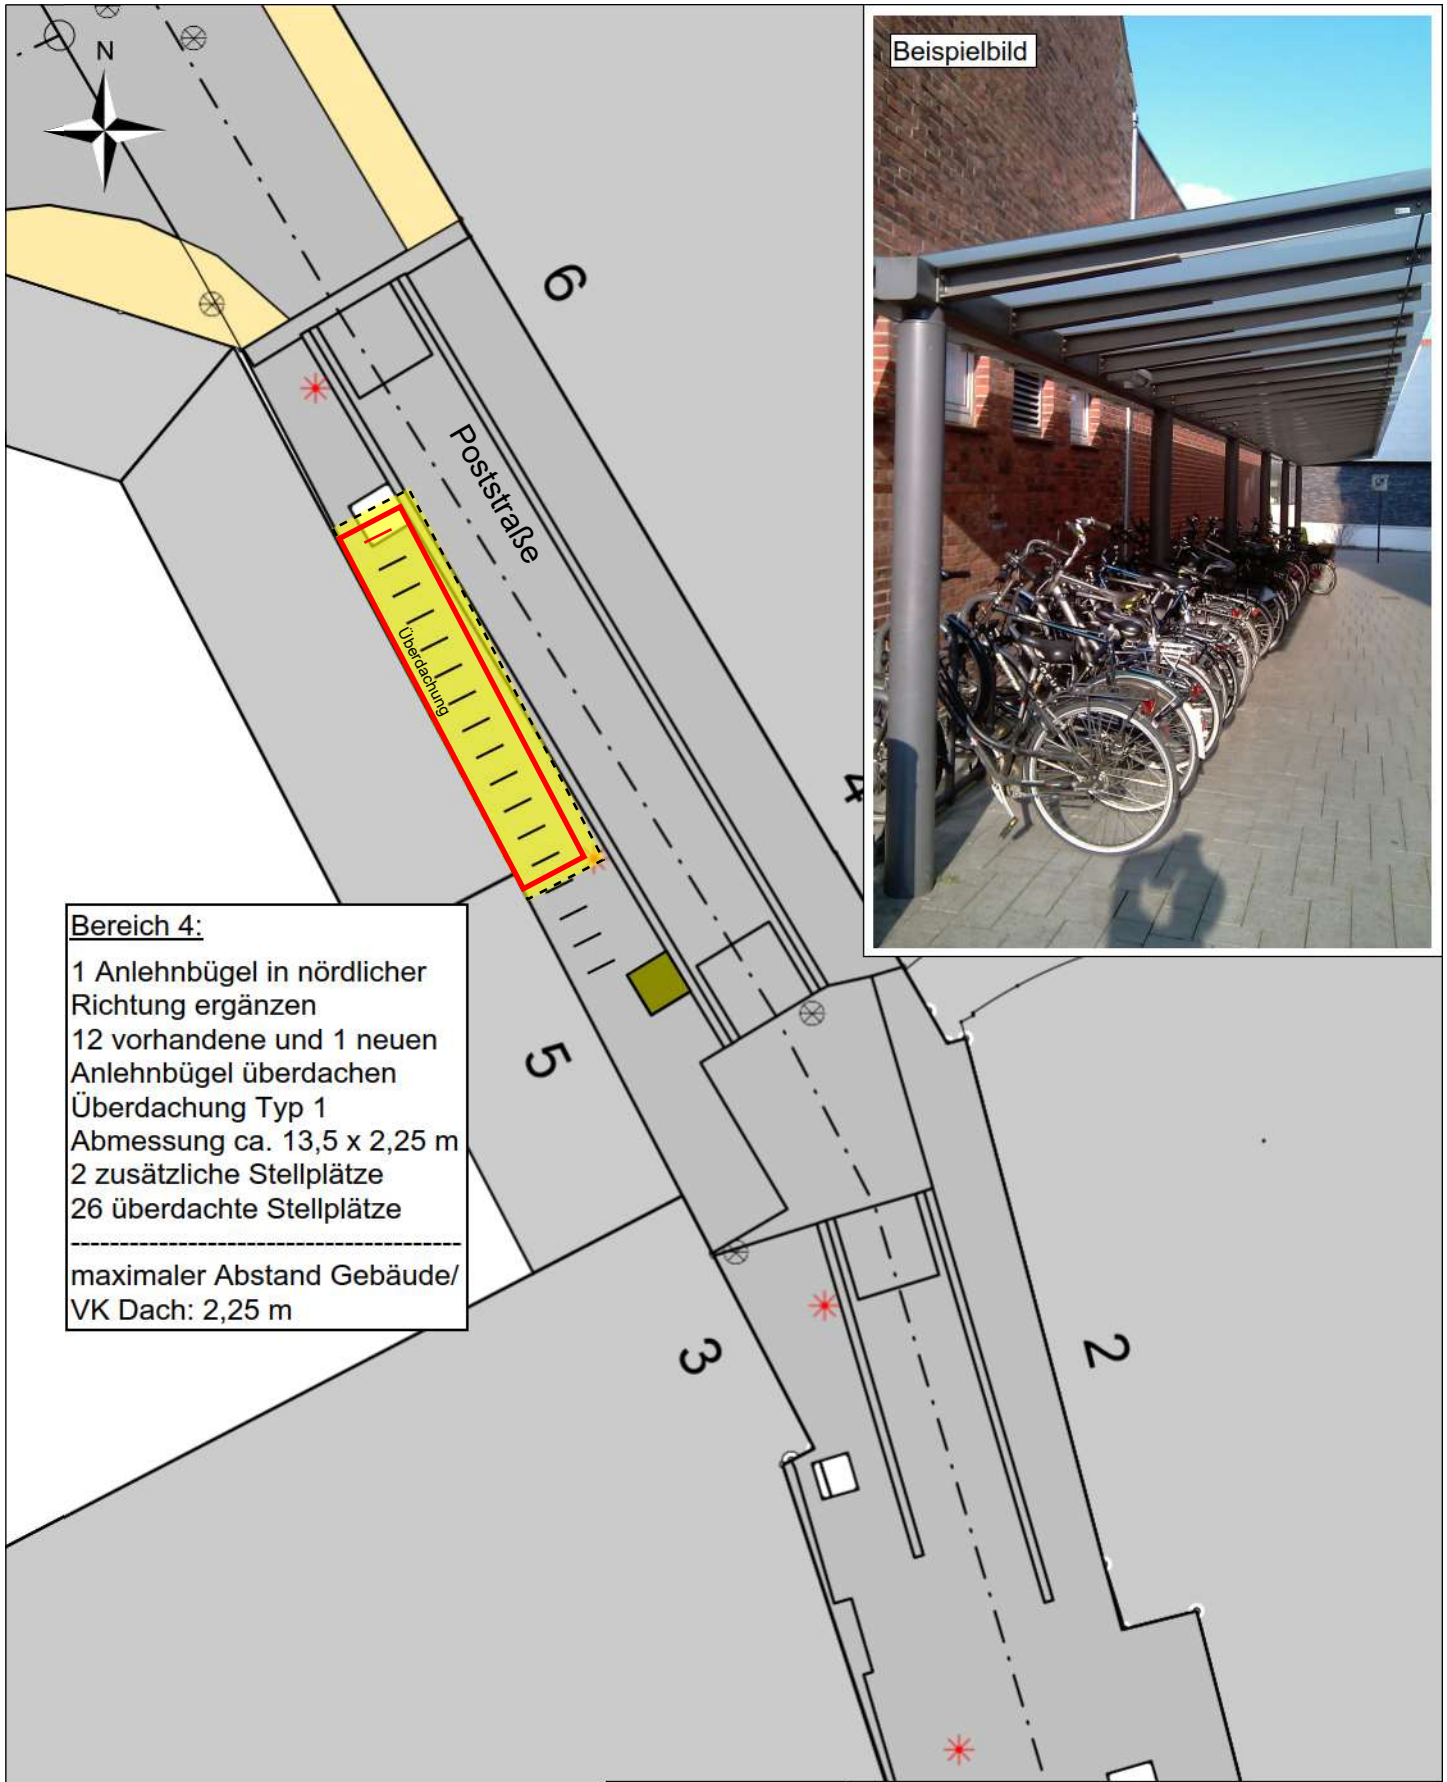 N
Beispielbild
6
Poststraße
4
Überdachung
Bereich 4:
1 Anlehnbügel in nördlicher
Richtung ergänzen
12 vorhandene und 1 neuen
Anlehnbügel überdachen
Überdachung Typ 1
Abmessung ca. 13,5 x 2,25 m
2 zusätzliche Stellplätze
26 überdachte Stellplätze
---------------------------------------
maximaler Abstand Gebäude/
VK Dach: 2,25 m
5
3
2